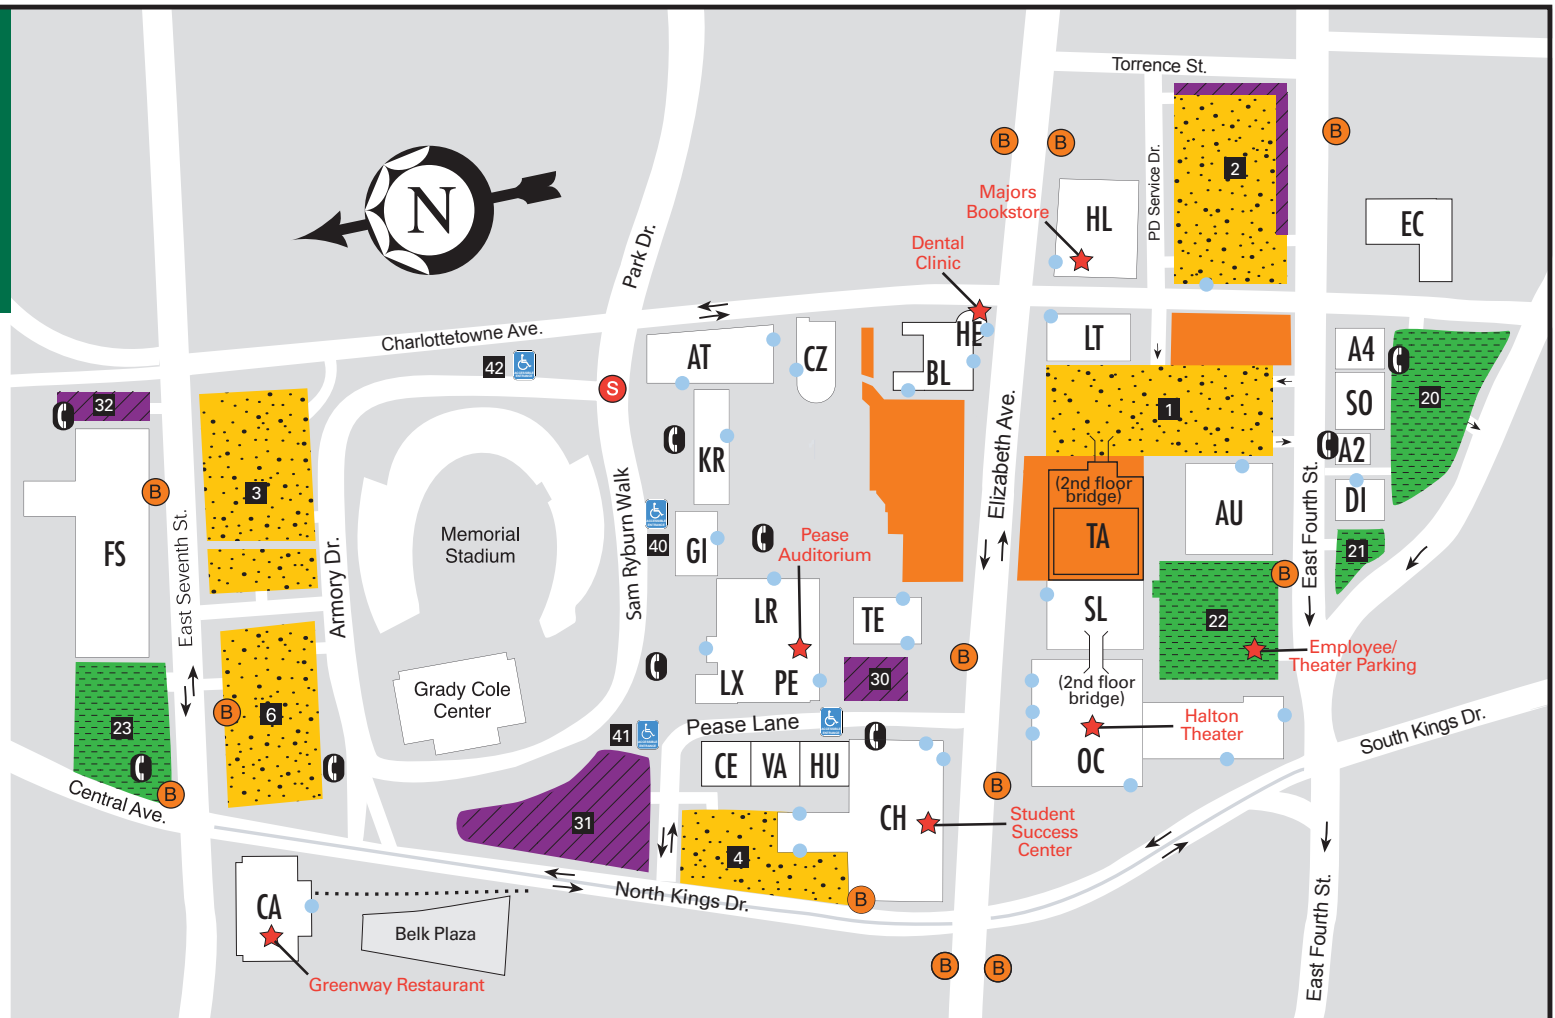 Torrence St.
B
B
B
2
PD Service Dr.
N
Majors
Bookstore
HL
EC
Dental
Clinic
Park Dr.
Charlottetowne Ave.
42
S
AT
CZ
HE
BL
LT
A4
20
32
3
KR
1
SO
A2
Elizabeth Ave.
(2nd floor
bridge)
TA
AU
DI
21
B
FS
East Seventh St.
Armory Dr.
Memorial
Stadium
Sam Ryburn Walk
40
GI
Pease
Auditorium
East Fourth St.
B
LR
TE
SL
22
Employee/
Theater Parking
B
30
LX
PE
(2nd floor
bridge)
Grady Cole
Center
23
B
6
41
Pease Lane
Halton
Theater
OC
South Kings Dr.
CE
VA
HU
B
Central Ave.
B
31
4
CH
Student
Success
Center
North Kings Dr.
B
CA
Belk Plaza
East Fourth St.
B
B
Greenway Restaurant